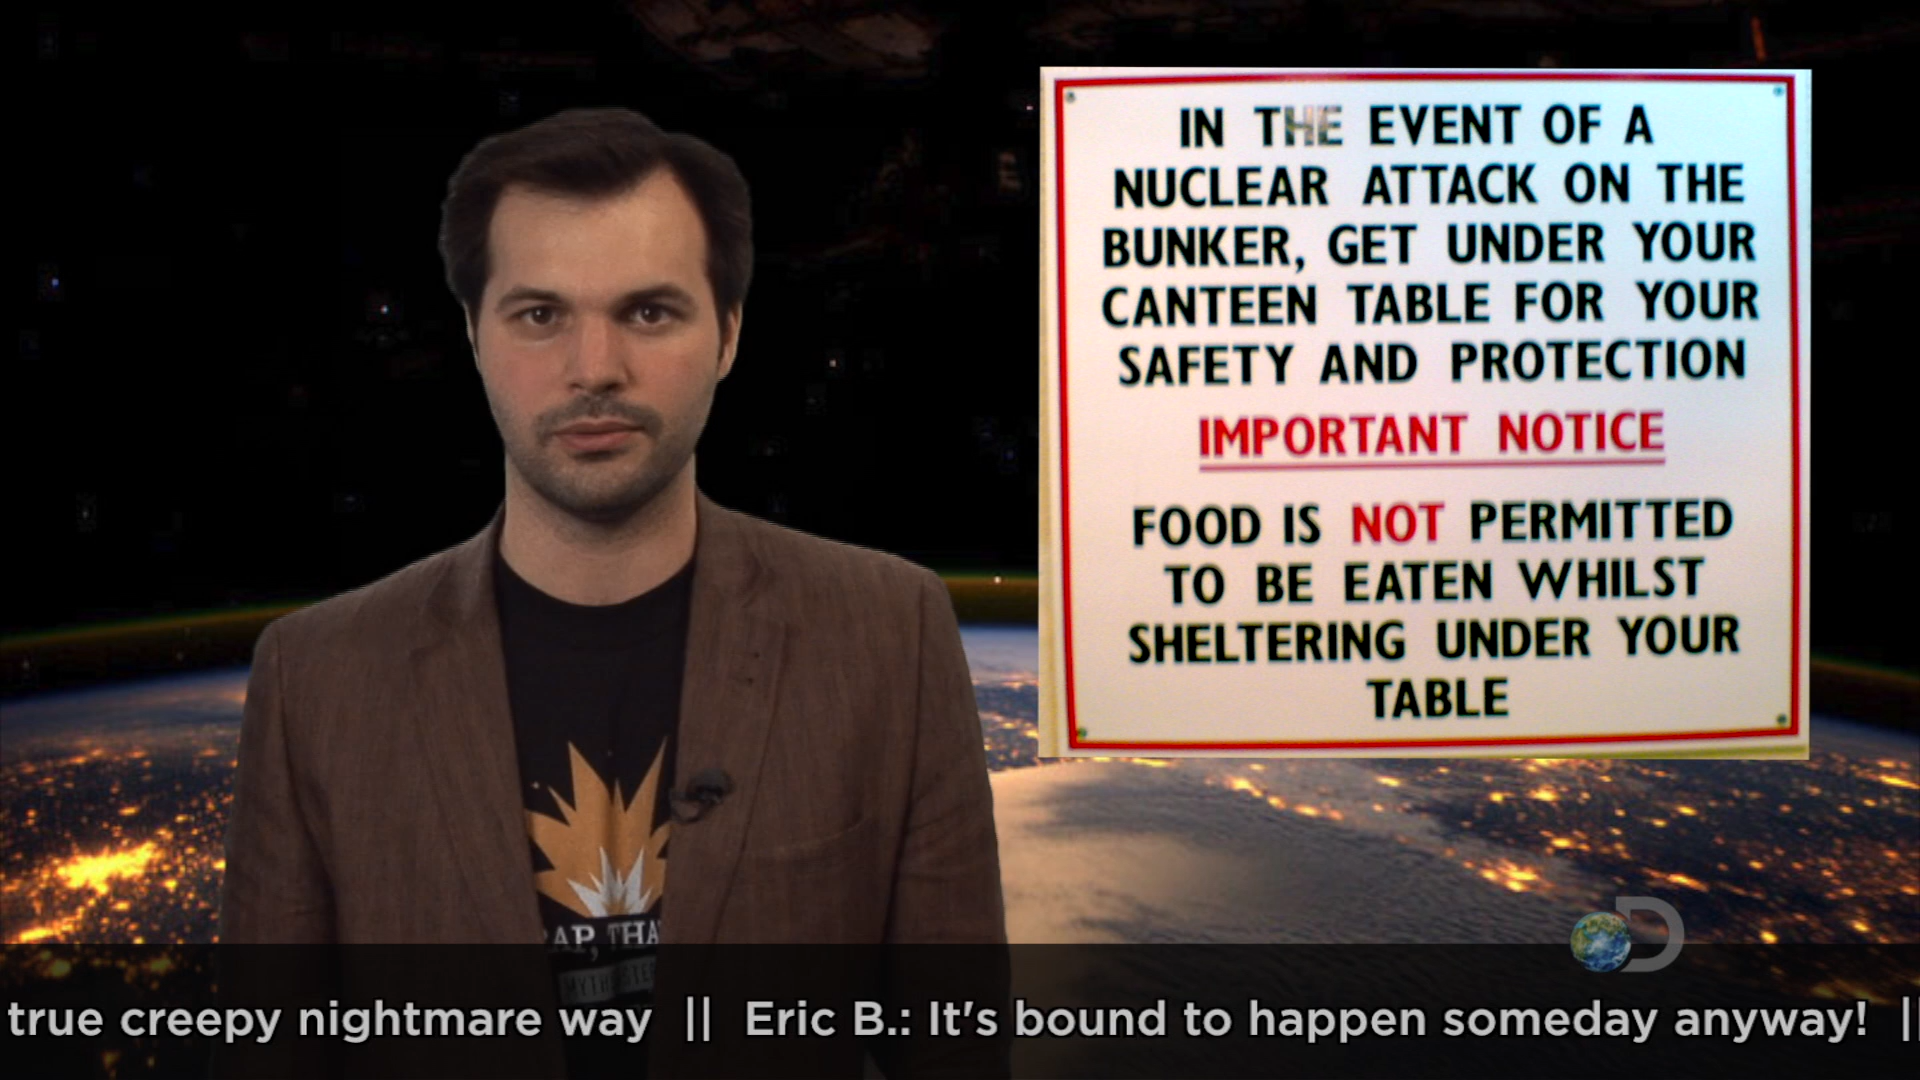 IN THE EVENT OF A
NUCLEAR ATTACK ON THE
BUNKER, GET UNDER YOUR
CANTEEN TABLE FOR YOUR
SAFETY AND PROTECTION
IMPORTANT NOTICE
FOOD IS NOT PERMITTED
TO BE EATEN WHILST
SHELTERING UNDER YOUR
TABLE
AP, THA
D
true creepy nightmare way || Eric B.: It's bound to happen someday anyway! ||